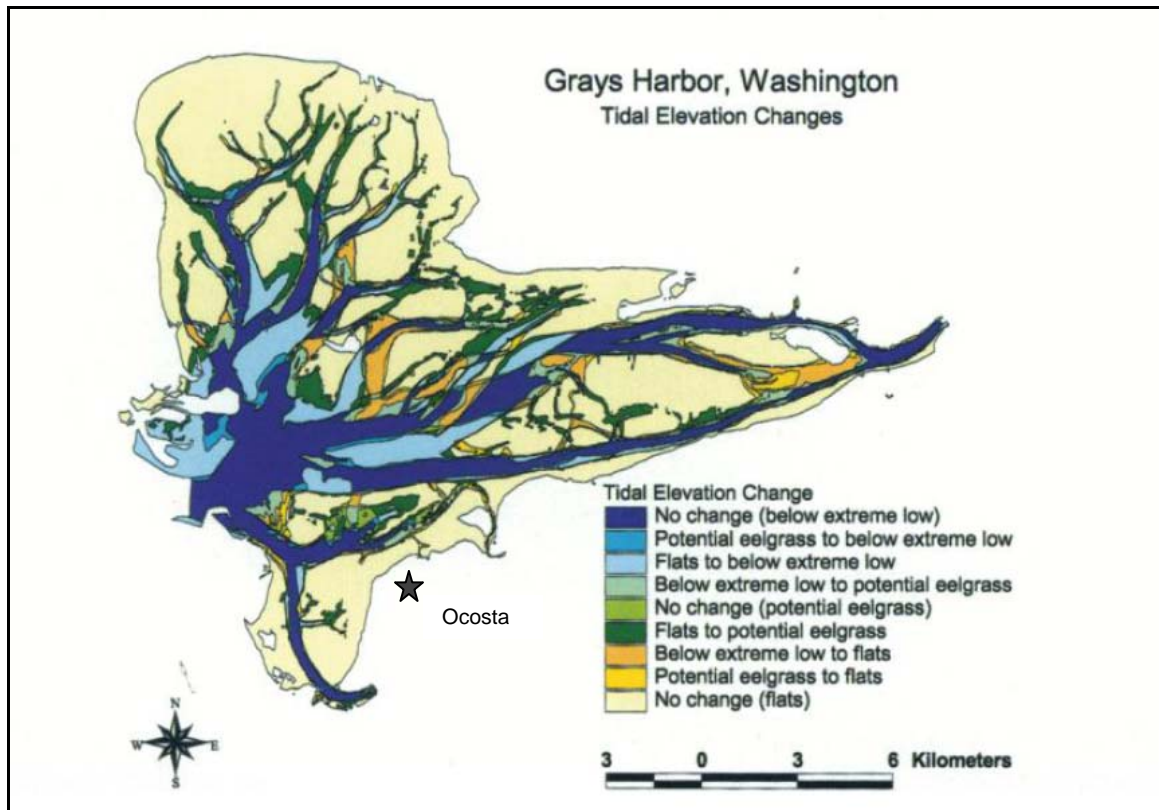 Grays Harbor, Washington
Tidal Elevation Changes
Tidal Elevation Change
No change (below extreme low)
Potential eelgrass to below extreme low
Flats to below extreme low
Below extreme low to potential eelgrass
No change (potential eelgrass)
Flats to potential eelgrass
Below extreme low to flats
Potential eelgrass to flats
No change (flats)
Ocosta
N
W E
S
3 0 3 6 Kilometers